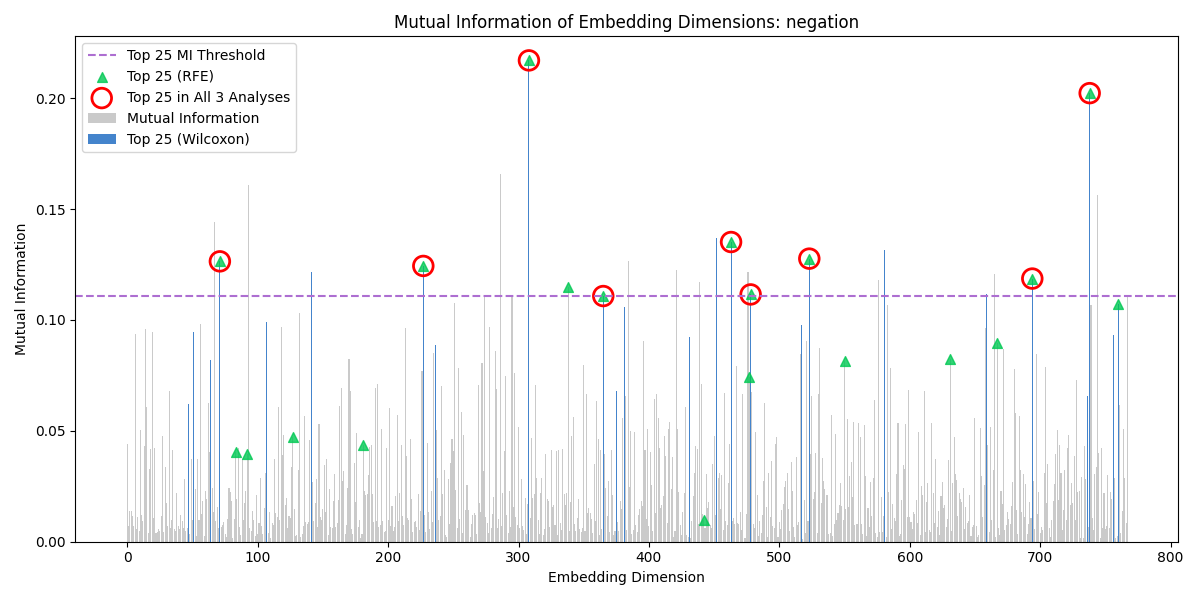 Mutual Information of Embedding Dimensions: negation
Top 25 MI Threshold
Top 25 (RFE)
Top 25 in All 3 Analyses
Mutual Information
Top 25 (Wilcoxon)
Mutual Information
0.20
0.15
0.10
0.05
0.00
0 100 200 300 400 500 600 700 800
Embedding Dimension